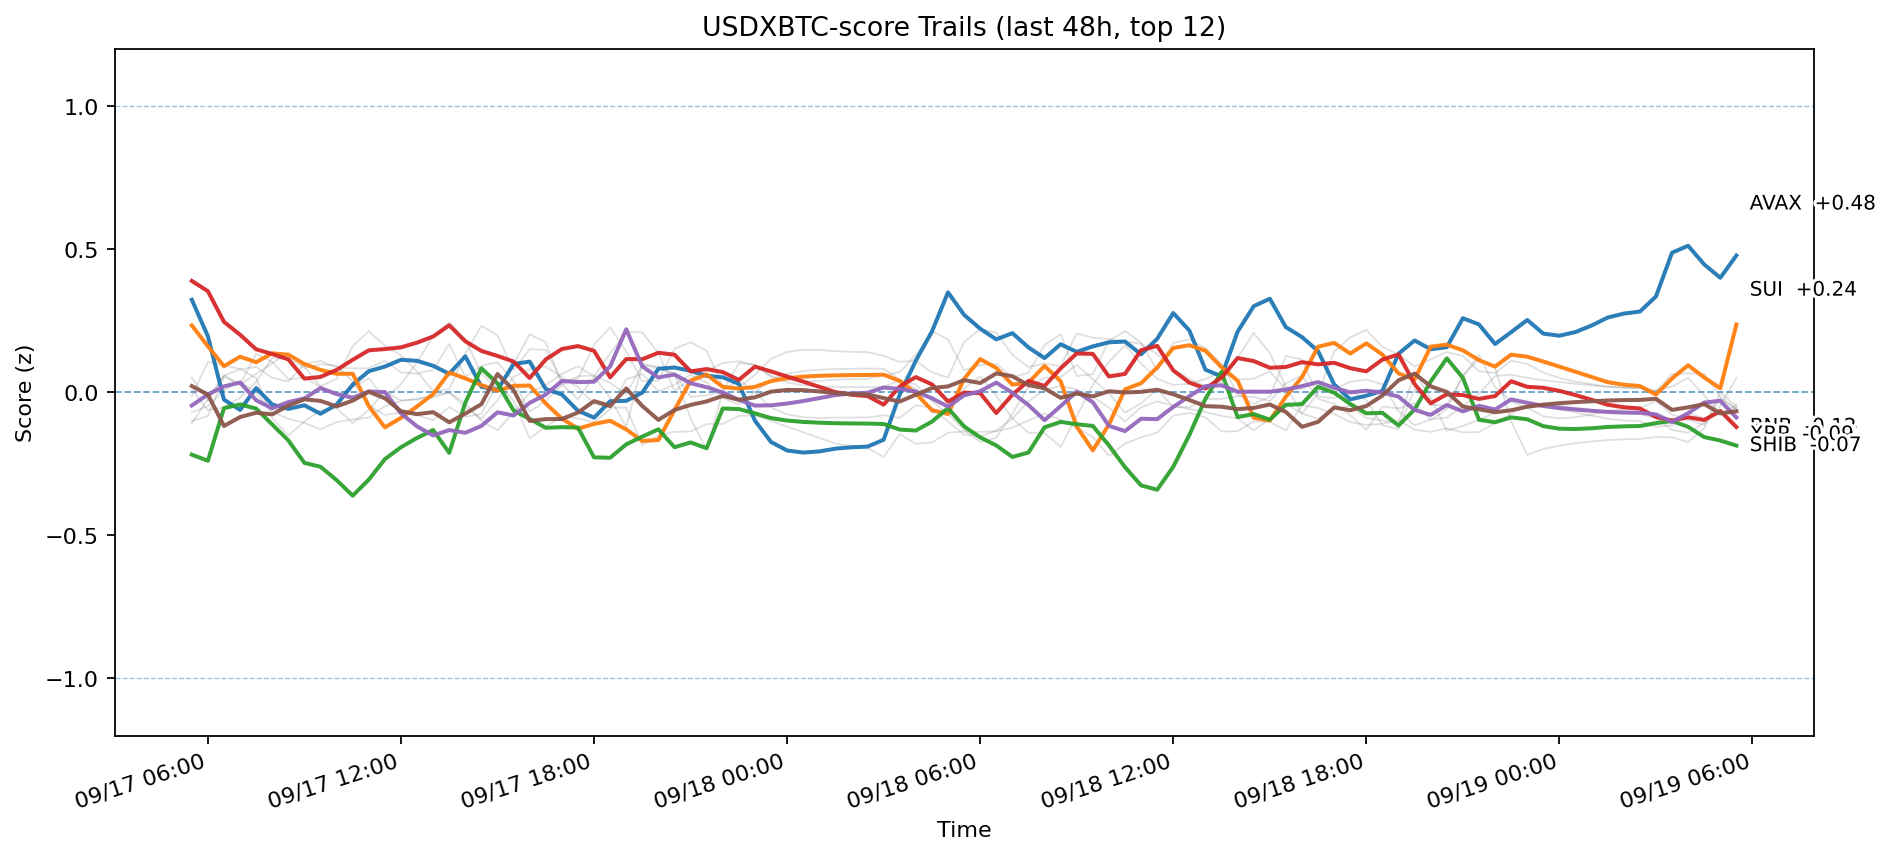 USDXBTC-score Trails (last 48h, top 12)
Score (z)
1.0
0.5
0.0
−0.5
−1.0
AVAX +0.48
SUI +0.24
BNB
SHIB -0.07
09/17 06:00
09/17 12:00
09/17 18:00
09/18 00:00
09/18 06:00
09/18 12:00
09/18 18:00
09/19 00:00
09/19 06:00
Time